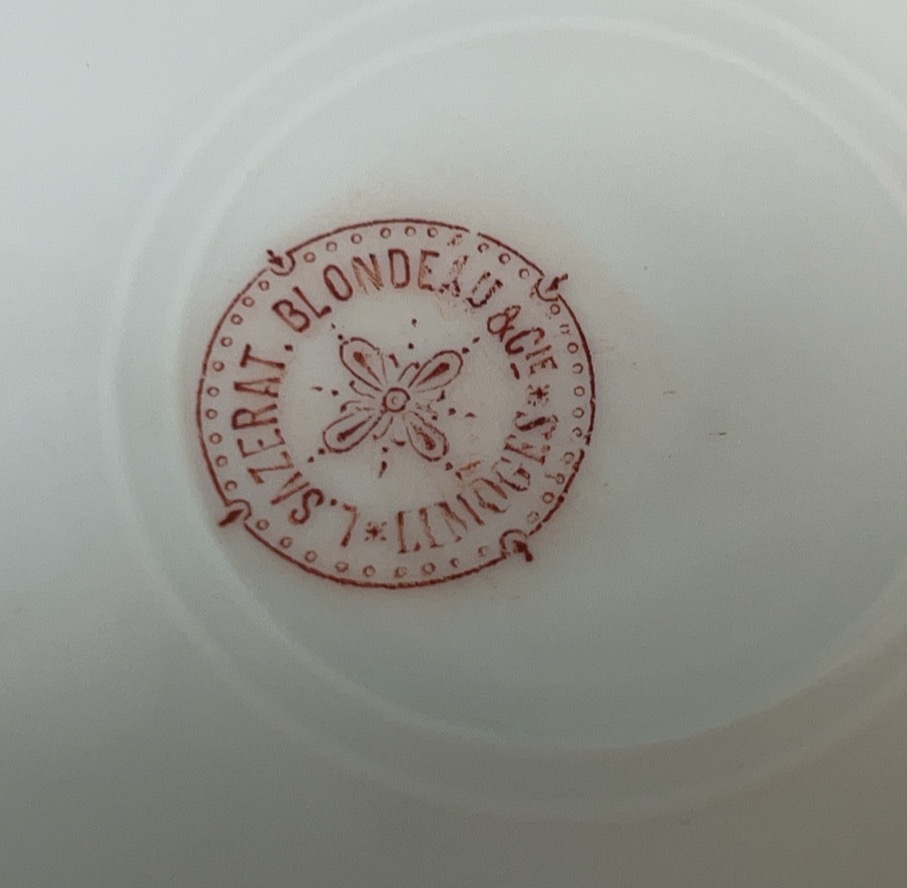 L. SAZERAT, BLONDEAU & CIE
* LIMOGES *